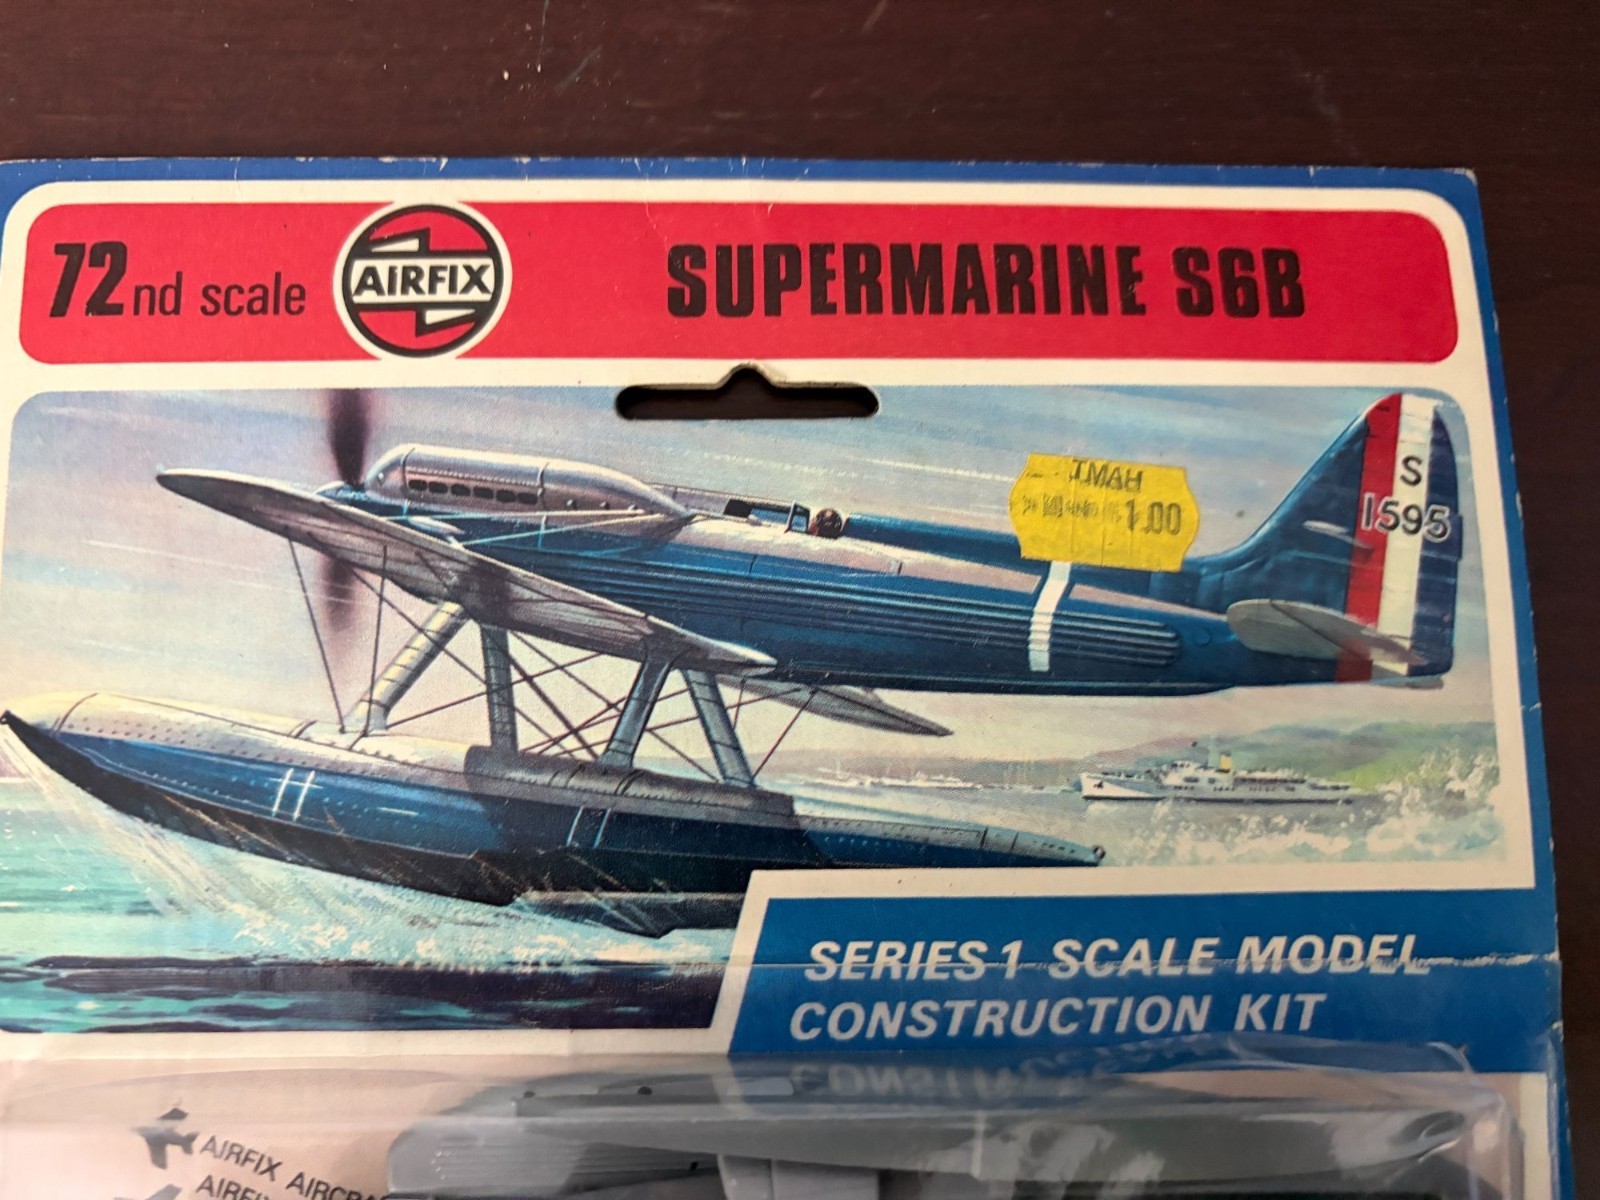 72nd scale
AIRFIX
SUPERMARINE S6B
S
1595
1.00
SERIES 1 SCALE MODEL
CONSTRUCTION KIT
AIRFIX